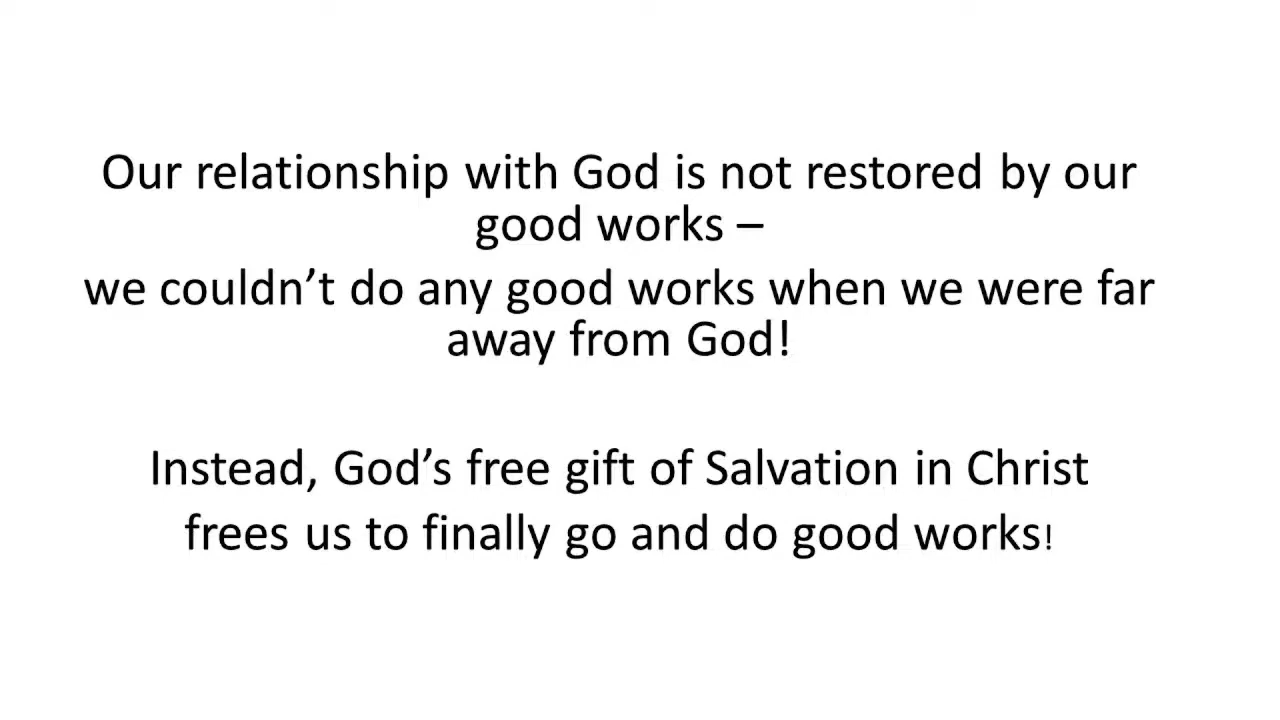 Our relationship with God is not restored by our
good works –
we couldn’t do any good works when we were far
away from God!
Instead, God’s free gift of Salvation in Christ
frees us to finally go and do good works!